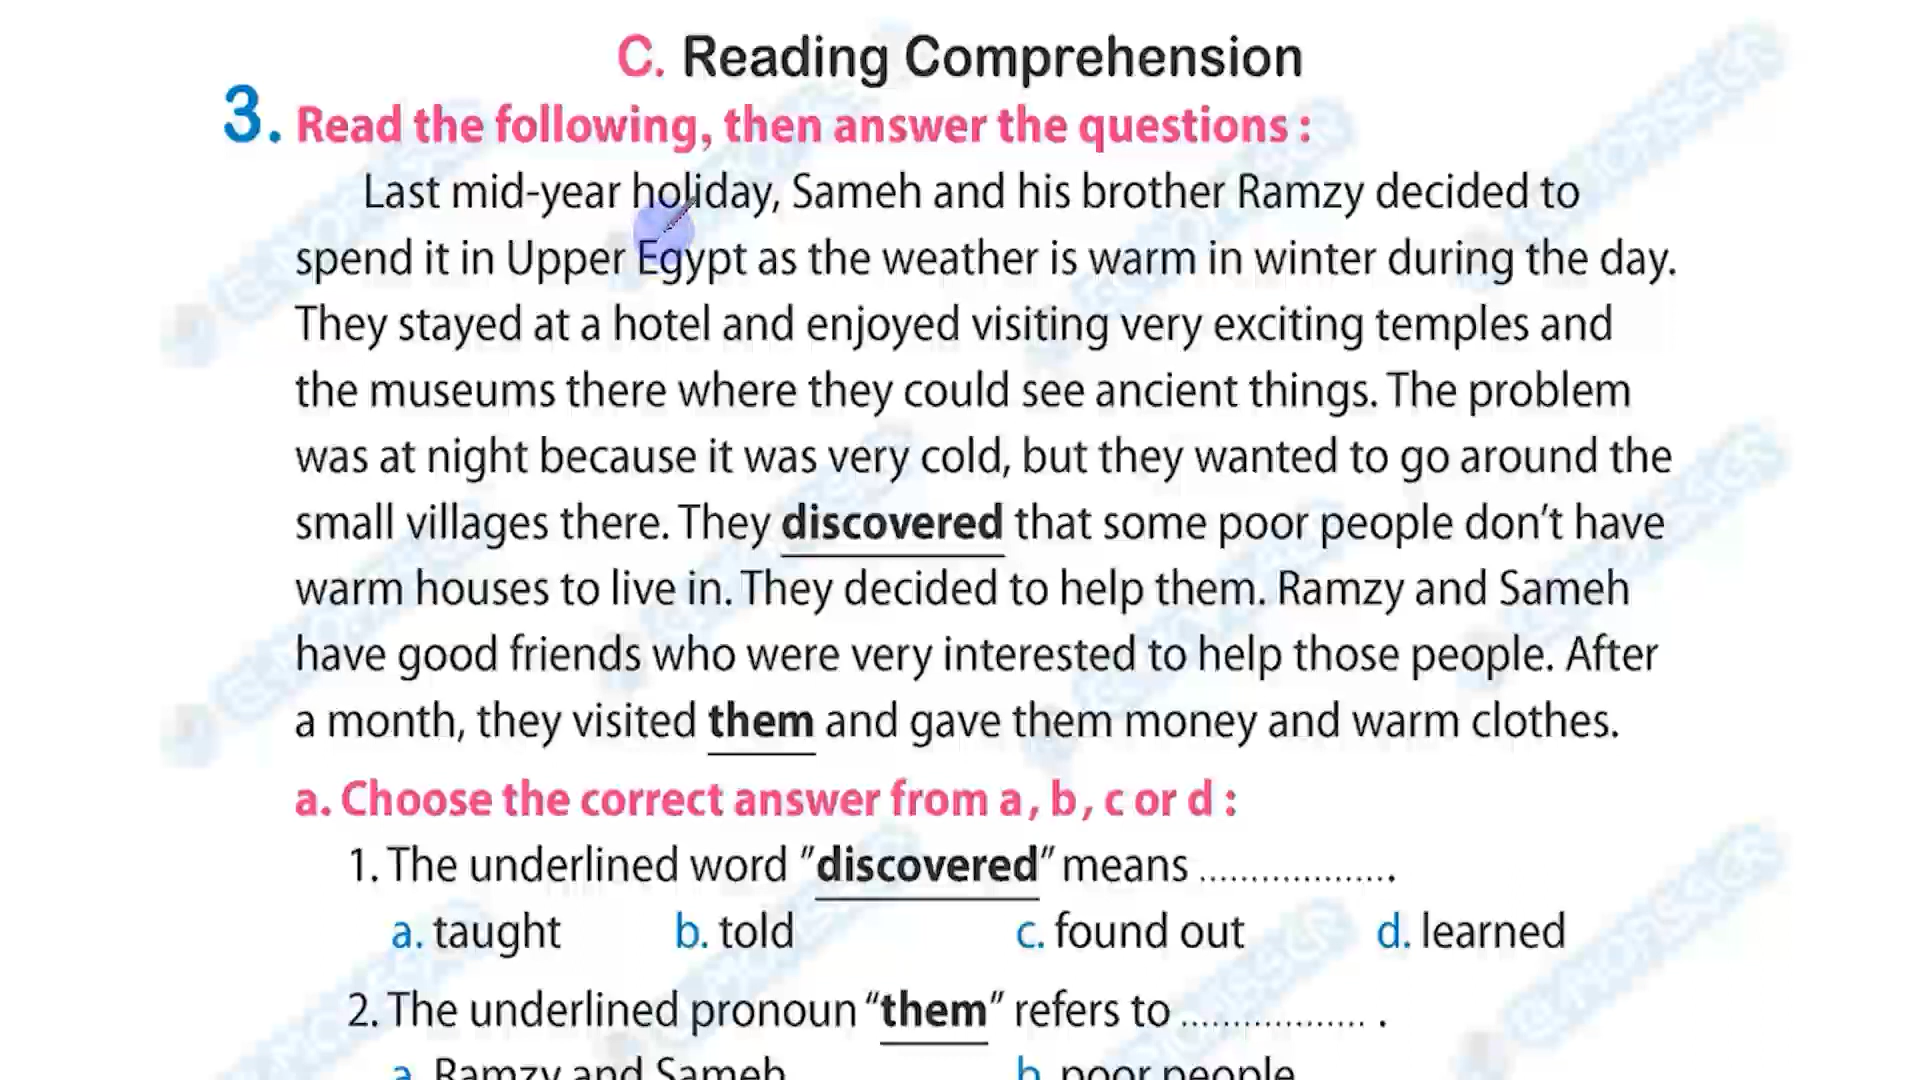 C. Reading Comprehension
3. Read the following, then answer the questions :
Last mid-year holiday, Sameh and his brother Ramzy decided to
spend it in Upper Egypt as the weather is warm in winter during the day.
They stayed at a hotel and enjoyed visiting very exciting temples and
the museums there where they could see ancient things. The problem
was at night because it was very cold, but they wanted to go around the
small villages there. They discovered that some poor people don't have
warm houses to live in. They decided to help them. Ramzy and Sameh
have good friends who were very interested to help those people. After
a month, they visited them and gave them money and warm clothes.
a. Choose the correct answer from a , b , c or d :
1. The underlined word "discovered" means ...................
a. taught b. told c. found out d. learned
2. The underlined pronoun "them" refers to .................. .
a. Ramzy and Sameh b. poor people